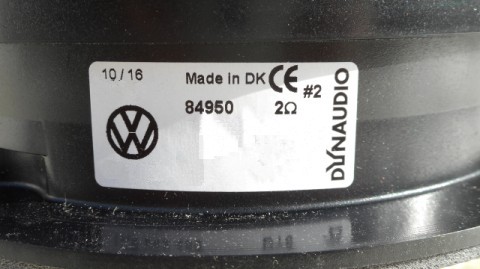 10/16
Made in DK CE
#2
84950
2Ω
DYNAUDIO